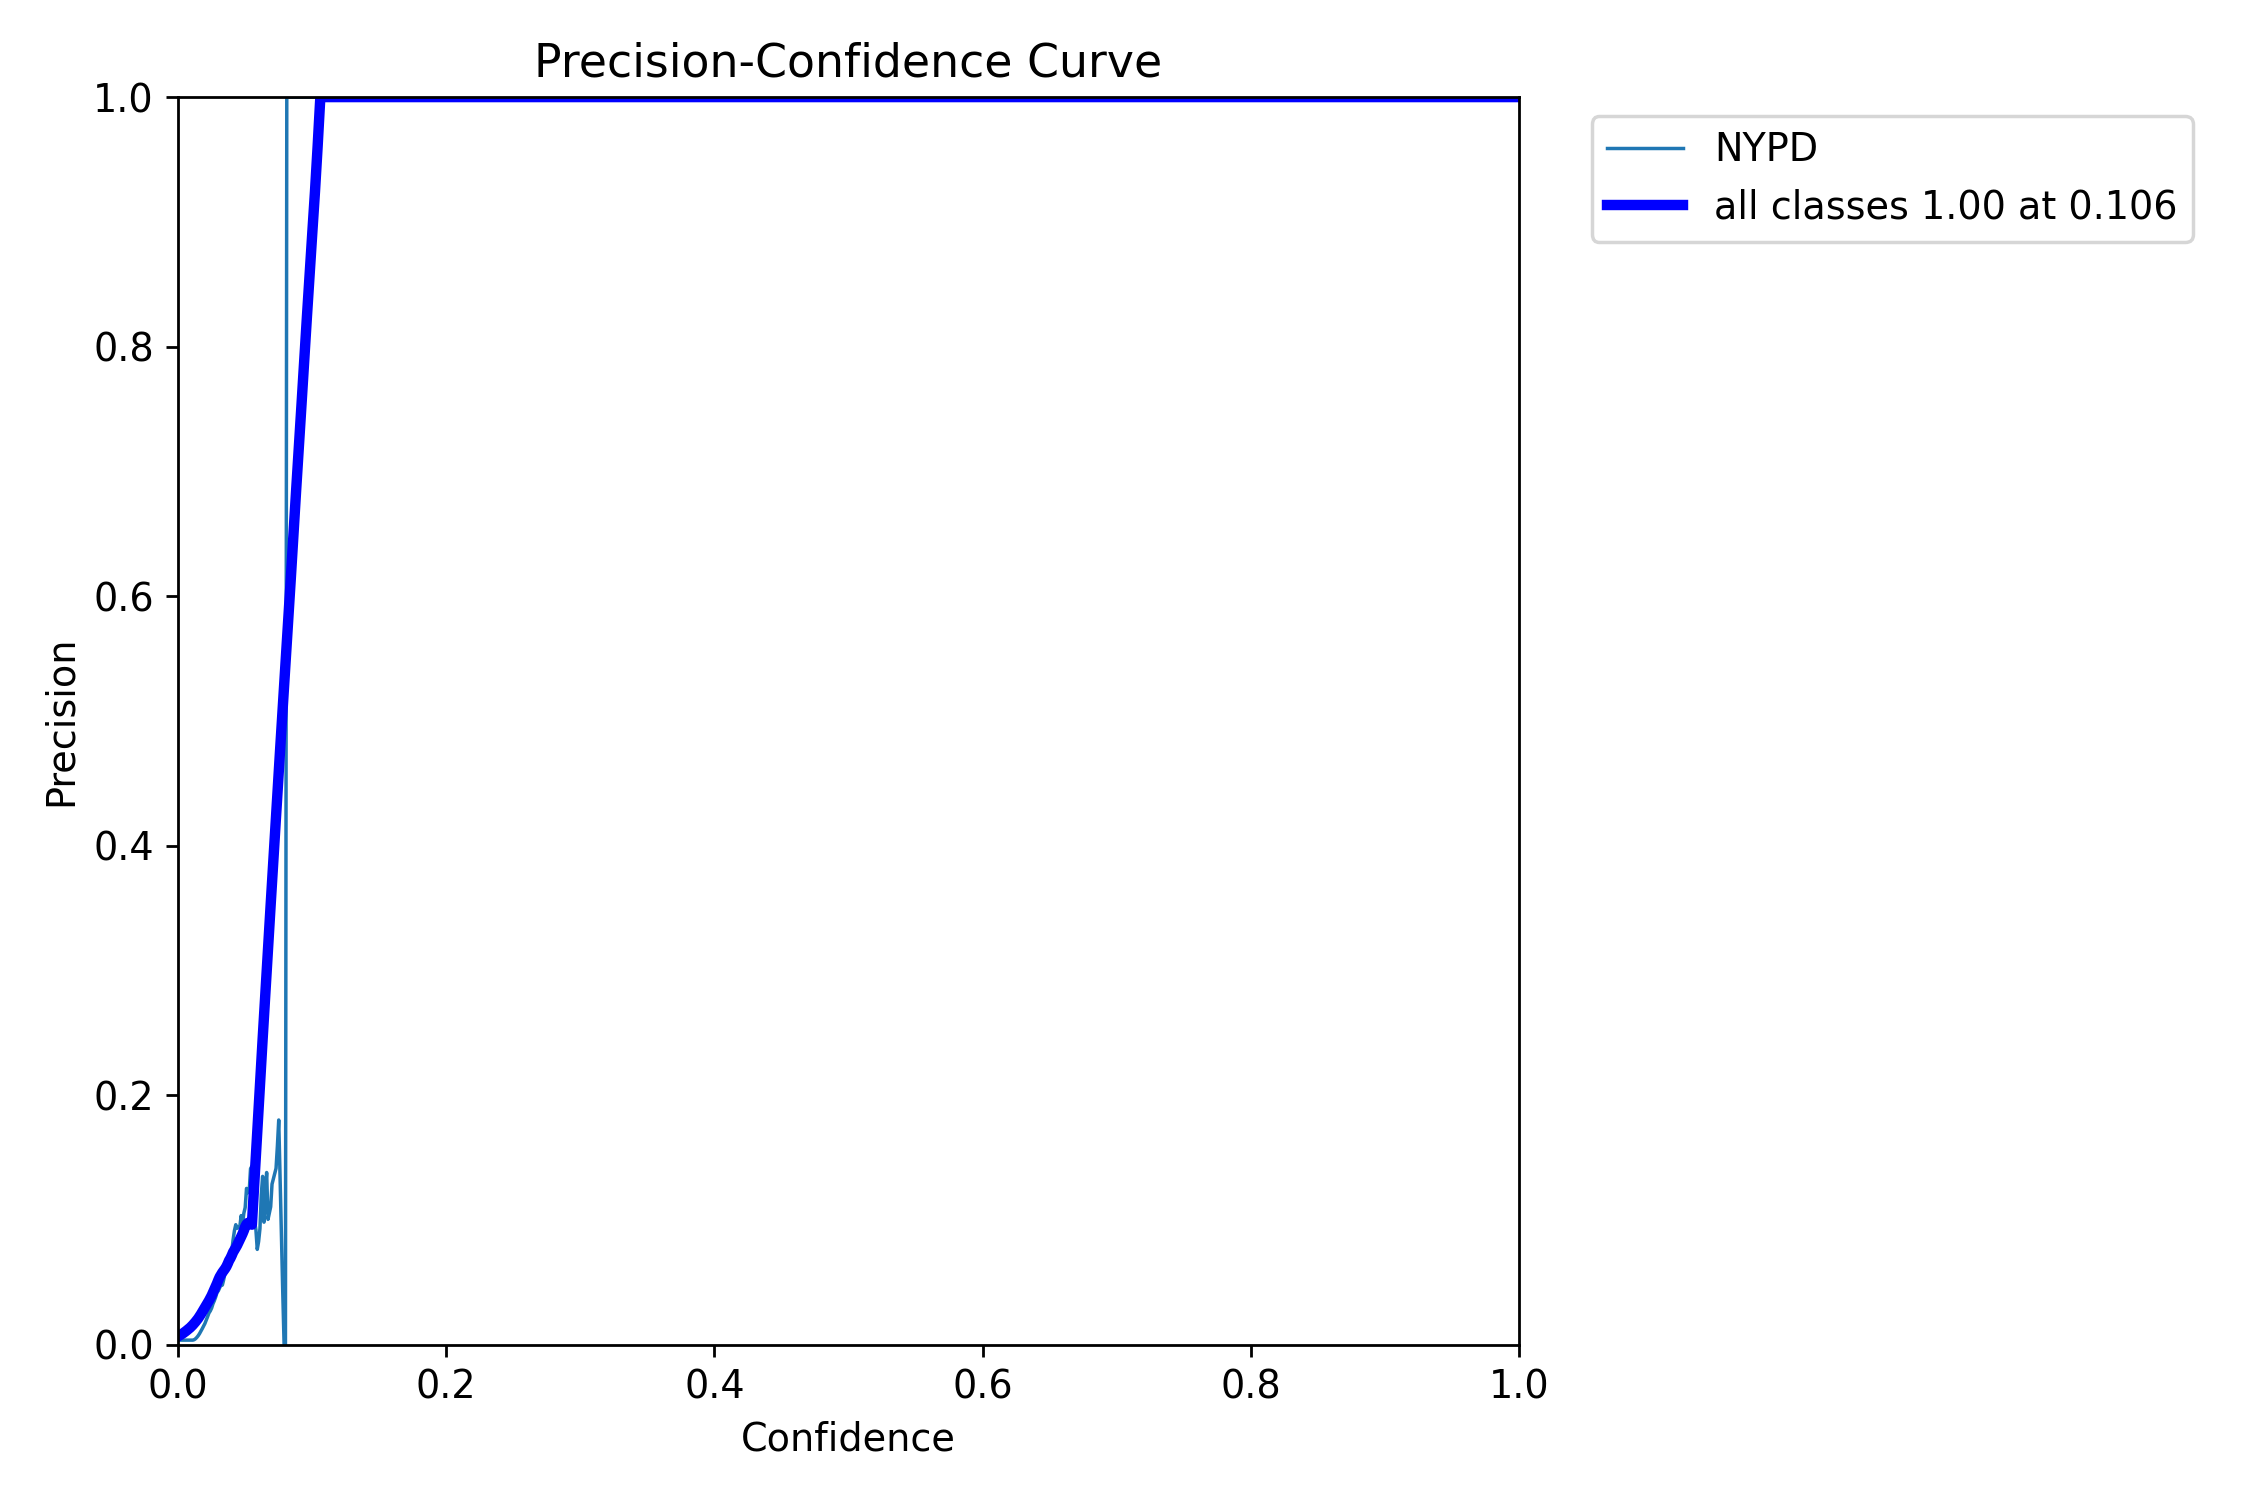 Precision-Confidence Curve
1.0
0.8
0.6
0.4
0.2
0.0
Precision
0.0 0.2 0.4 0.6 0.8 1.0
Confidence
NYPD
all classes 1.00 at 0.106